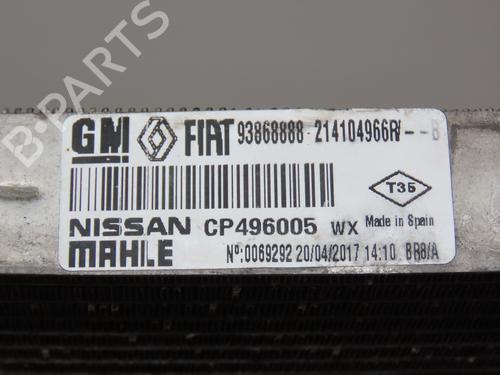 B-PARTS
GM FIAT 93868888-214104966R/--B
T35
NISSAN CP496005 WX Made in Spain
MAHLE Nº:0069292 20/04/2017 14:10 BR8/A